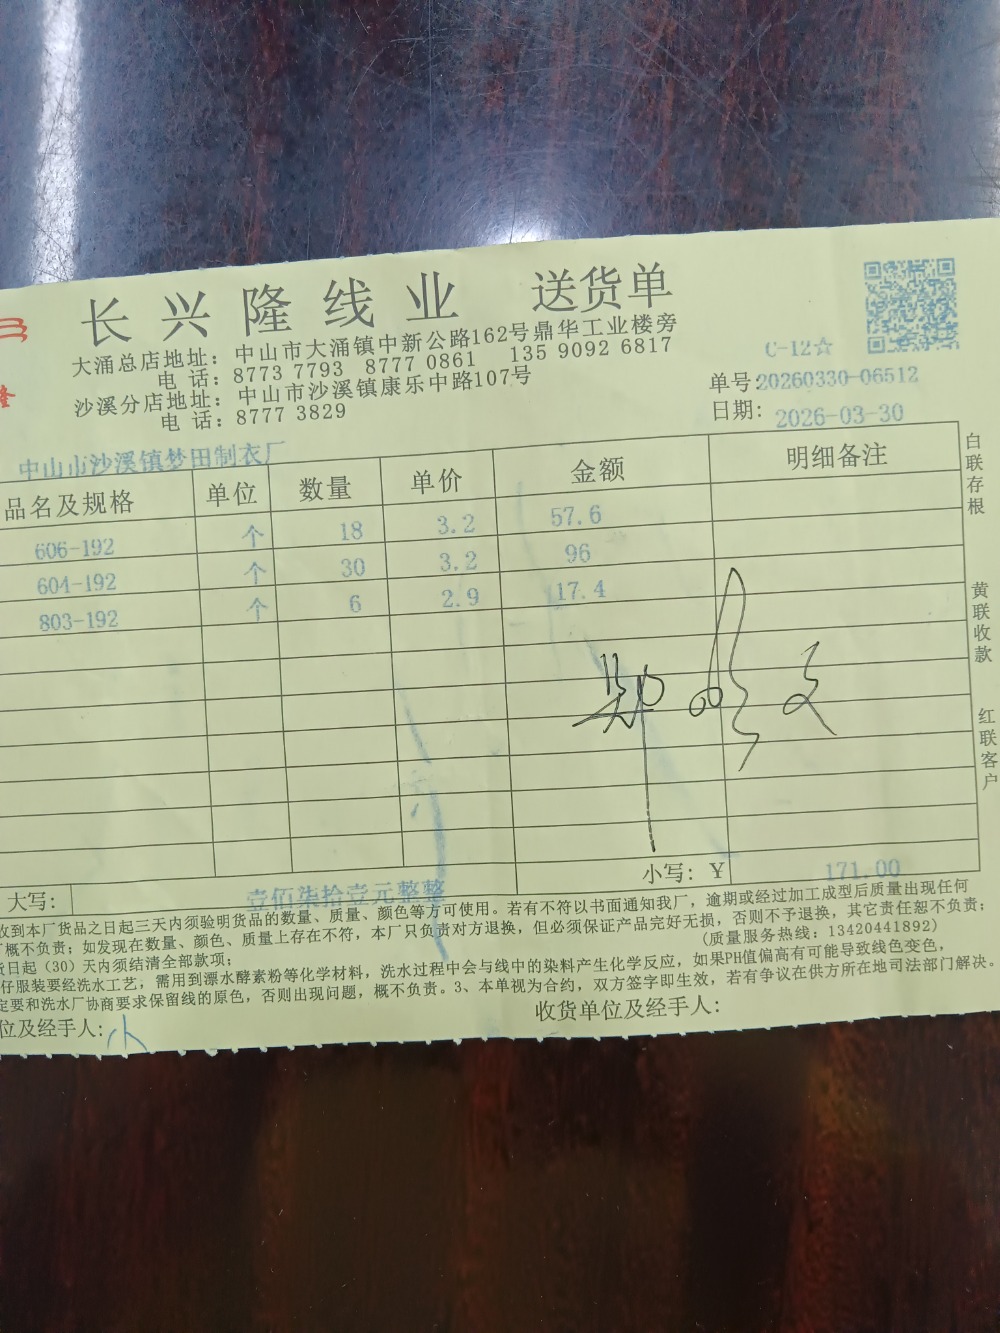 长兴隆线业 送货单
大涌总店地址：中山市大涌镇中新公路162号鼎华工业楼旁
电 话：8773 7793 8777 0861 135 9092 6817
沙溪分店地址：中山市沙溪镇康乐中路107号
电 话：8777 3829
C-12☆
单号:20260330-06512
日期: 2026-03-30
中山市沙溪镇梦田制衣厂
品名及规格 单位 数量 单价 金额 明细备注
606-192 个 18 3.2 57.6
604-192 个 30 3.2 96
803-192 个 6 2.9 17.4
小写：￥ 171.00
大写： 壹佰柒拾壹元整整
收到本厂货品之日起三天内须验明货品的数量、质量、颜色等方可使用。若有不符以书面通知我厂，逾期或经过加工成型后质量出现任何
概不负责；如发现在数量、颜色、质量上存在不符，本厂只负责对方退换，但必须保证产品完好无损，否则不予退换，其它责任恕不负责；
货日起（30）天内须结清全部款项； （质量服务热线：13420441892）
仔服装要经洗水工艺，需用到漂水酵素粉等化学材料，洗水过程中会与线中的染料产生化学反应，如果PH值偏高有可能导致线色变色，
定要和洗水厂协商要求保留线的原色，否则出现问题，概不负责。3、本单视为合约，双方签字即生效，若有争议在供方所在地司法部门解决。
位及经手人: 收货单位及经手人:
白联存根
黄联收款
红联客户